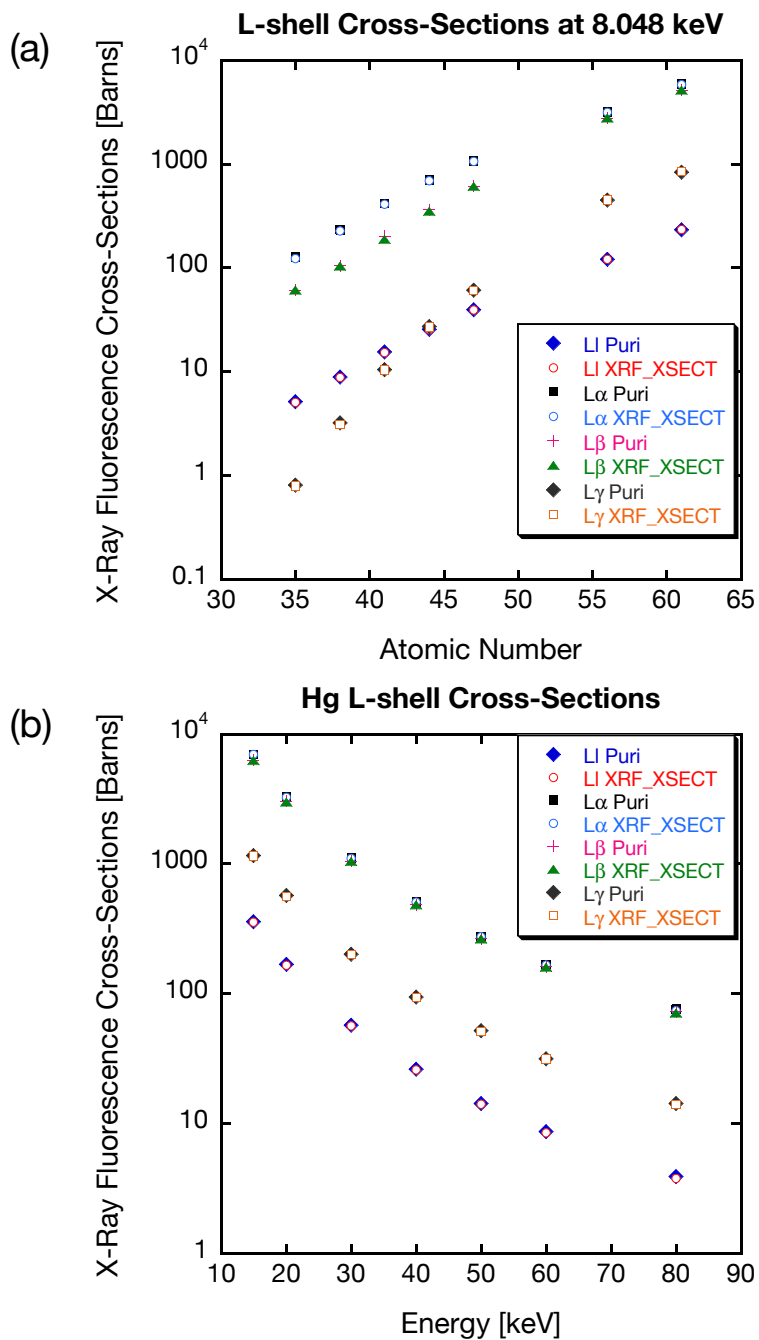 (a)
L-shell Cross-Sections at 8.048 keV
X-Ray Fluorescence Cross-Sections [Barns]
10⁴
1000
100
10
1
0.1
Ll Puri
Ll XRF_XSECT
Lα Puri
Lα XRF_XSECT
Lβ Puri
Lβ XRF_XSECT
Lγ Puri
Lγ XRF_XSECT
30 35 40 45 50 55 60 65
Atomic Number
(b)
Hg L-shell Cross-Sections
X-Ray Fluorescence Cross-Sections [Barns]
10⁴
1000
100
10
1
Ll Puri
Ll XRF_XSECT
Lα Puri
Lα XRF_XSECT
Lβ Puri
Lβ XRF_XSECT
Lγ Puri
Lγ XRF_XSECT
10 20 30 40 50 60 70 80 90
Energy [keV]